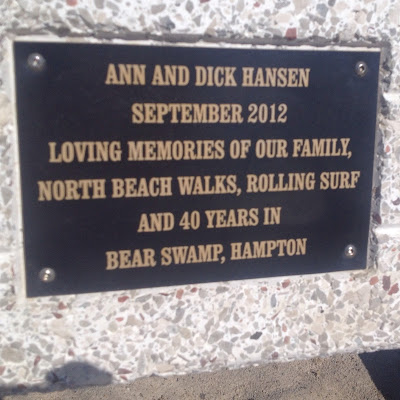 ANN AND DICK HANSEN
SEPTEMBER 2012
LOVING MEMORIES OF OUR FAMILY,
NORTH BEACH WALKS, ROLLING SURF
AND 40 YEARS IN
BEAR SWAMP, HAMPTON